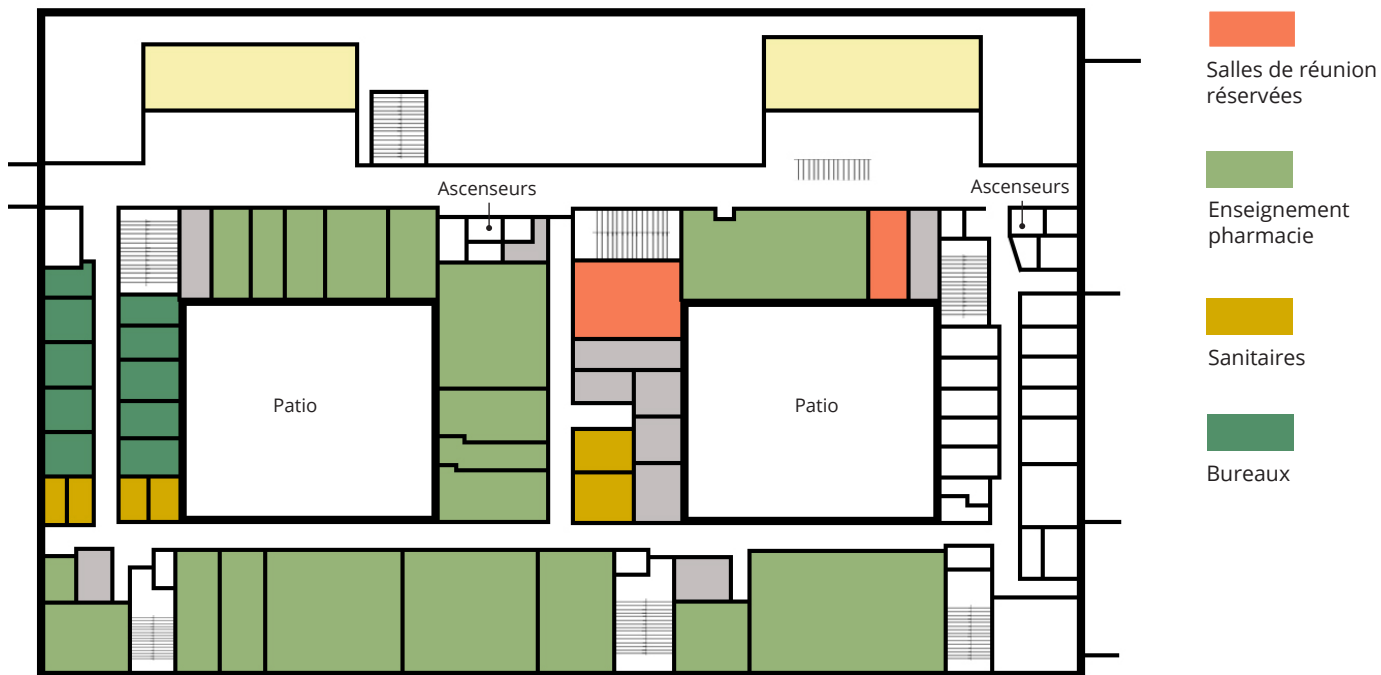 Salles de réunion
réservées
Ascenseurs
Ascenseurs
Enseignement
pharmacie
Sanitaires
Patio
Patio
Bureaux